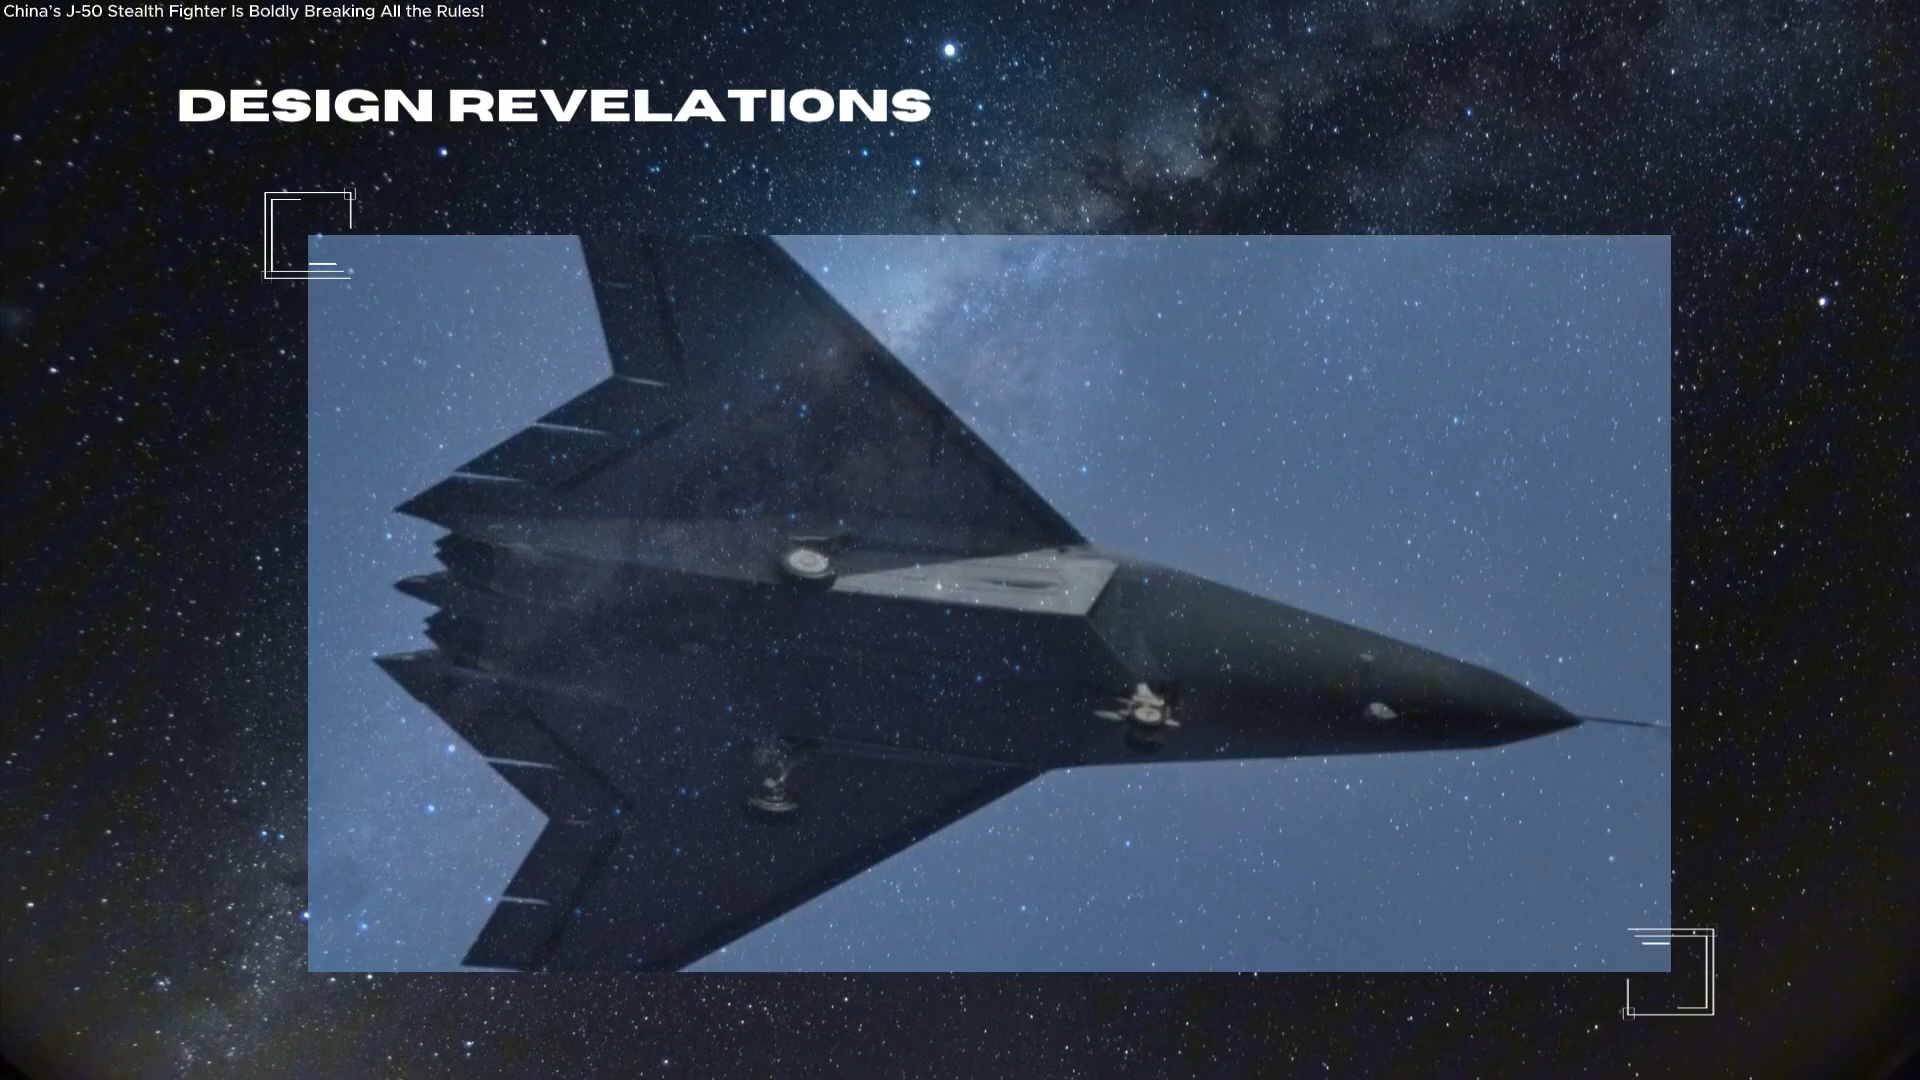 China’s J-50 Stealth Fighter Is Boldly Breaking All the Rules!
DESIGN REVELATIONS